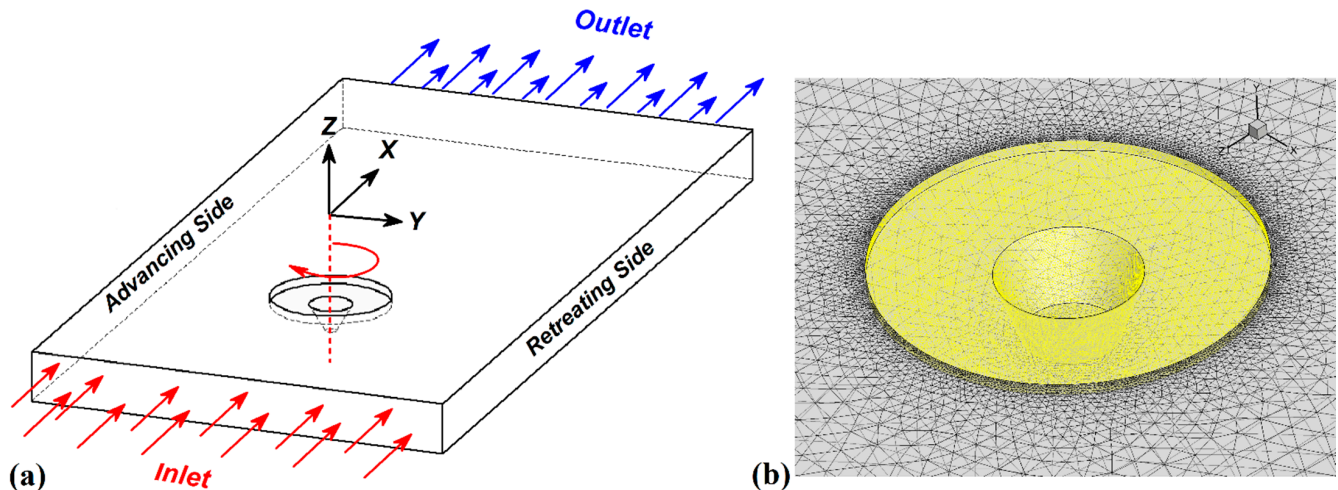 Outlet
Z
X
Y
Advancing Side
Retreating Side
Inlet
(a)
Y
Z
X
(b)